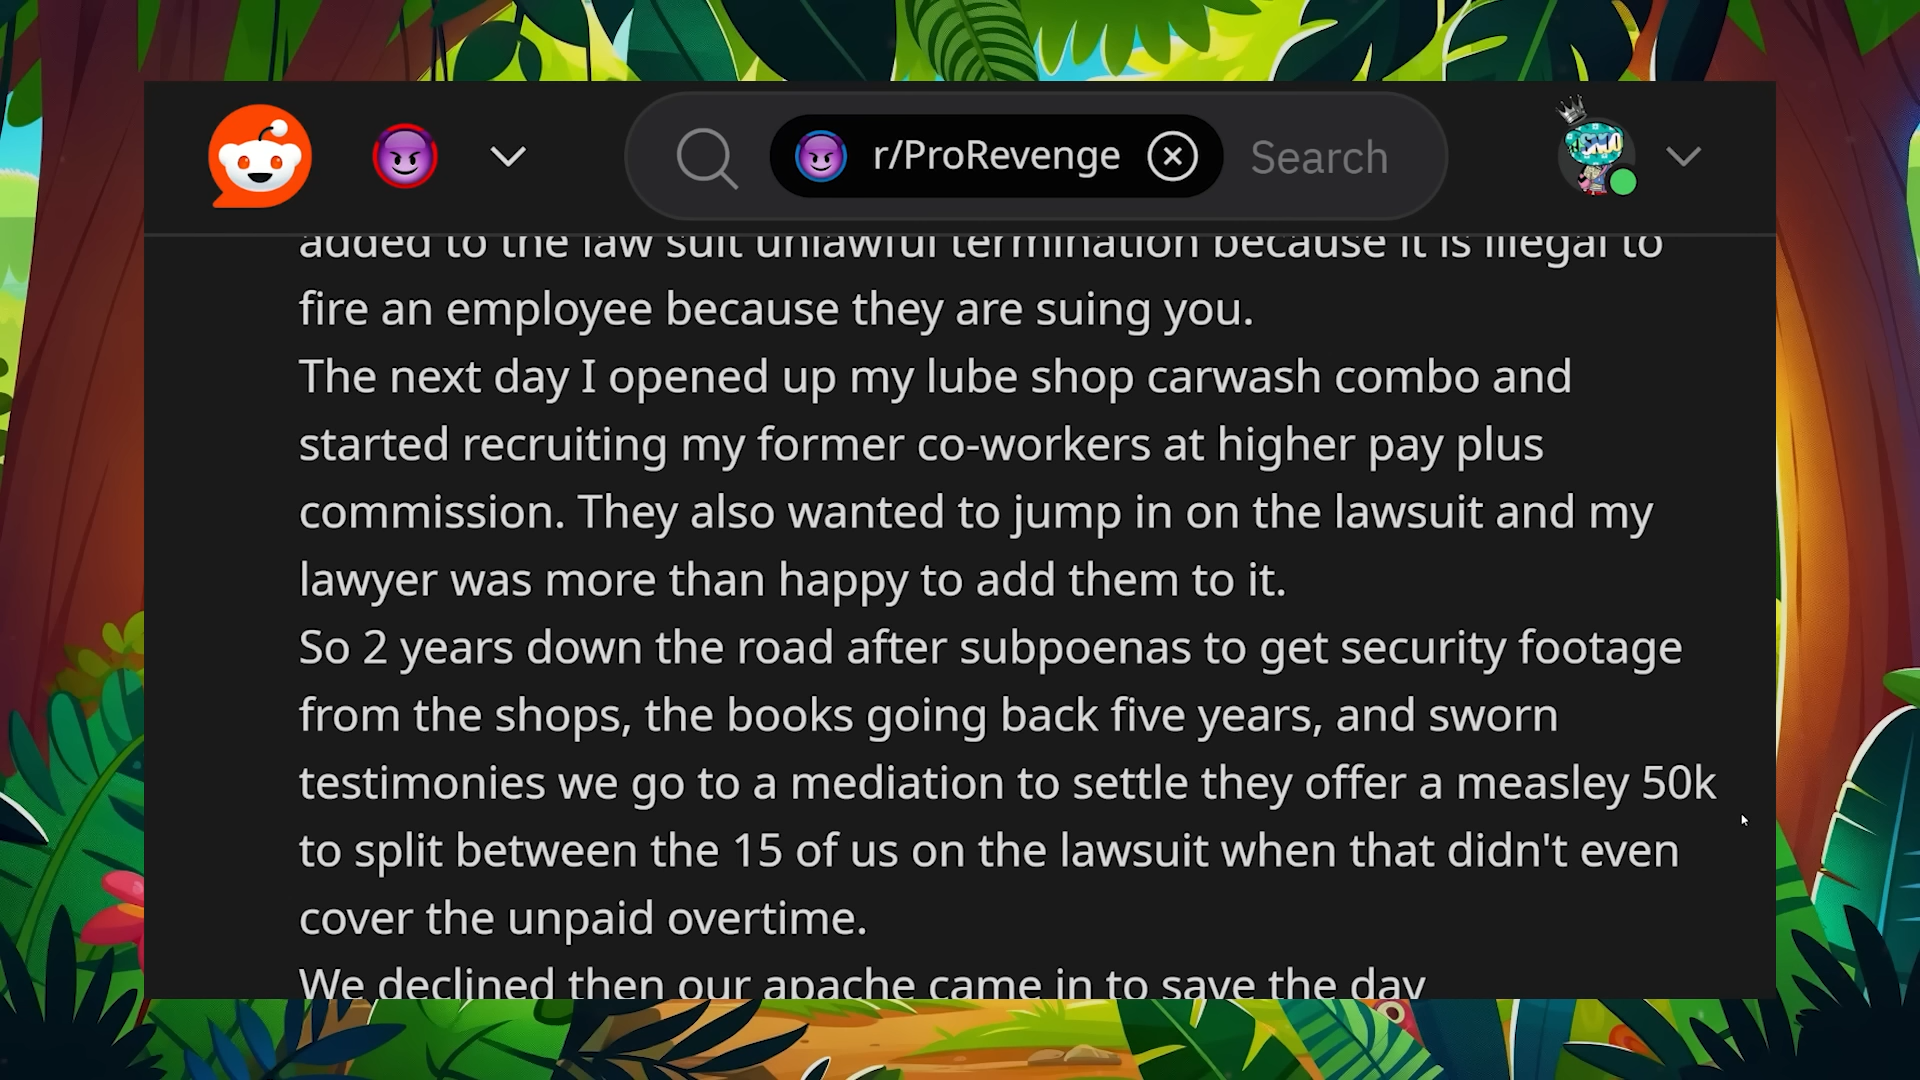 r/ProRevenge
Search
added to the law suit unlawful termination because it is illegal to
fire an employee because they are suing you.
The next day I opened up my lube shop carwash combo and
started recruiting my former co-workers at higher pay plus
commission. They also wanted to jump in on the lawsuit and my
lawyer was more than happy to add them to it.
So 2 years down the road after subpoenas to get security footage
from the shops, the books going back five years, and sworn
testimonies we go to a mediation to settle they offer a measley 50k
to split between the 15 of us on the lawsuit when that didn't even
cover the unpaid overtime.
We declined then our apache came in to save the day